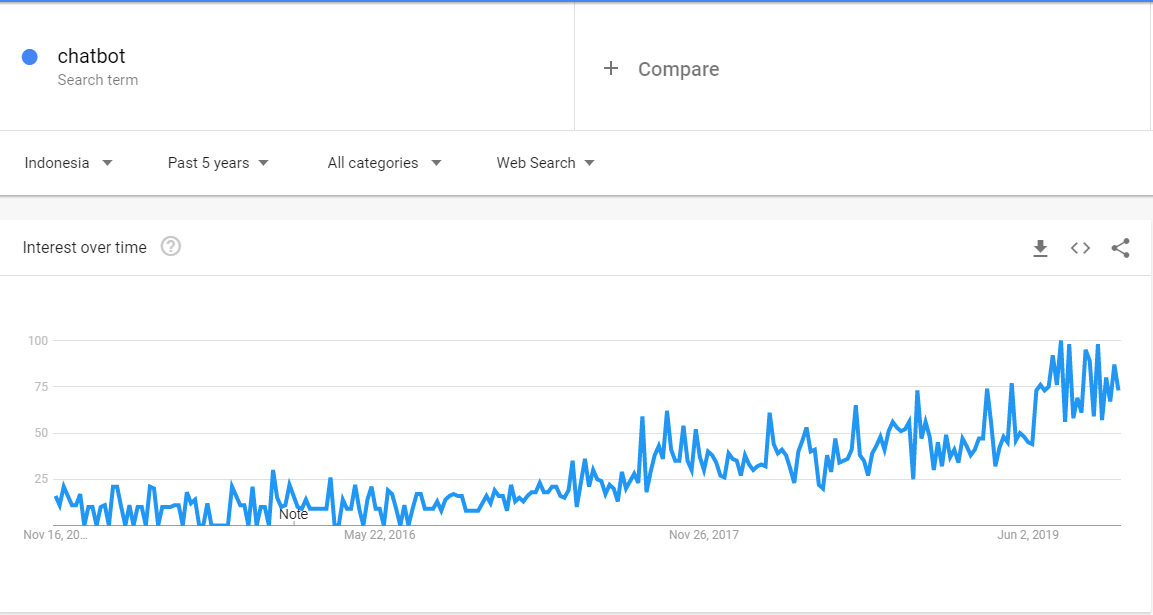 chatbot
Search term
+ Compare
Indonesia
Past 5 years
All categories
Web Search
Interest over time ?
100
75
50
25
Note
Nov 16, 20...
May 22, 2016
Nov 26, 2017
Jun 2, 2019